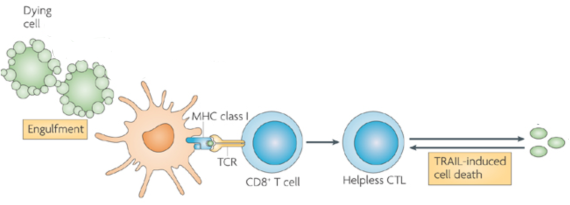 Dying
cell
Engulfment
MHC class I
TCR
CD8⁺ T cell
Helpless CTL
TRAIL-induced
cell death